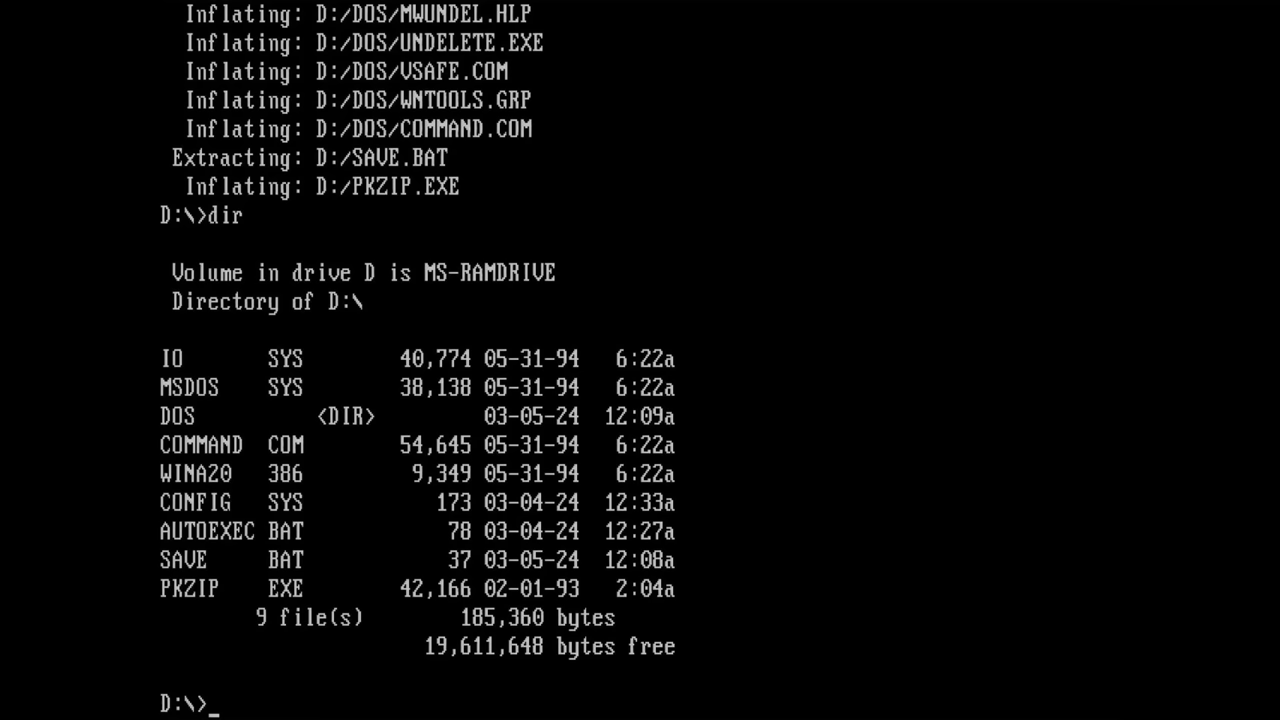 Inflating: D:/DOS/MWUNDEL.HLP
Inflating: D:/DOS/UNDELETE.EXE
Inflating: D:/DOS/VSAFE.COM
Inflating: D:/DOS/WNTOOLS.GRP
Inflating: D:/DOS/COMMAND.COM
Extracting: D:/SAVE.BAT
Inflating: D:/PKZIP.EXE
D:\>dir
Volume in drive D is MS-RAMDRIVE
Directory of D:\
IO       SYS        40,774 05-31-94   6:22a
MSDOS    SYS        38,138 05-31-94   6:22a
DOS          <DIR>         03-05-24  12:09a
COMMAND  COM        54,645 05-31-94   6:22a
WINA20   386         9,349 05-31-94   6:22a
CONFIG   SYS           173 03-04-24  12:33a
AUTOEXEC BAT            78 03-04-24  12:27a
SAVE     BAT            37 03-05-24  12:08a
PKZIP    EXE        42,166 02-01-93   2:04a
9 file(s)        185,360 bytes
19,611,648 bytes free
D:\>_